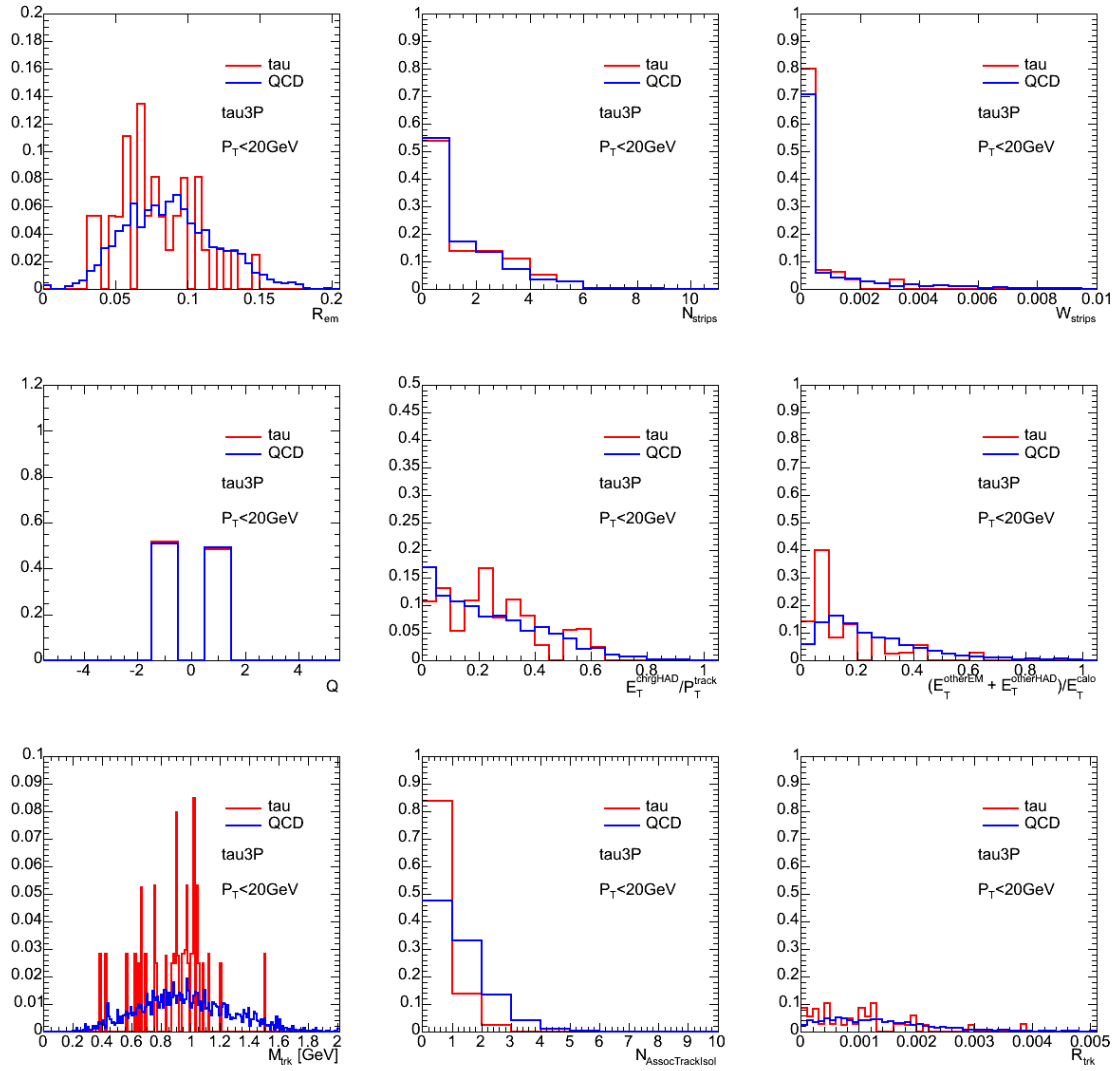 0.2
0.18
0.16
0.14
0.12
0.1
0.08
0.06
0.04
0.02
0
tau
QCD
tau3P
P_T<20GeV
0 0.05 0.1 0.15 0.2
R_em
1
0.9
0.8
0.7
0.6
0.5
0.4
0.3
0.2
0.1
0
tau
QCD
tau3P
P_T<20GeV
0 2 4 6 8 10
N_strips
1
0.9
0.8
0.7
0.6
0.5
0.4
0.3
0.2
0.1
0
tau
QCD
tau3P
P_T<20GeV
0 0.002 0.004 0.006 0.008 0.01
W_strips
1.2
1
0.8
0.6
0.4
0.2
0
tau
QCD
tau3P
P_T<20GeV
-4 -2 0 2 4
Q
0.5
0.45
0.4
0.35
0.3
0.25
0.2
0.15
0.1
0.05
0
tau
QCD
tau3P
P_T<20GeV
0 0.2 0.4 0.6 0.8 1
E_T^chrgHAD/P_T^track
1
0.9
0.8
0.7
0.6
0.5
0.4
0.3
0.2
0.1
0
tau
QCD
tau3P
P_T<20GeV
0 0.2 0.4 0.6 0.8 1
(E_T^otherEM + E_T^otherHAD)/E_T^calo
0.1
0.09
0.08
0.07
0.06
0.05
0.04
0.03
0.02
0.01
0
tau
QCD
tau3P
P_T<20GeV
0 0.2 0.4 0.6 0.8 1 1.2 1.4 1.6 1.8 2
M_trk [GeV]
1
0.9
0.8
0.7
0.6
0.5
0.4
0.3
0.2
0.1
0
tau
QCD
tau3P
P_T<20GeV
0 1 2 3 4 5 6 7 8 9 10
N_AssocTrackIsol
1
0.9
0.8
0.7
0.6
0.5
0.4
0.3
0.2
0.1
0
tau
QCD
tau3P
P_T<20GeV
0 0.001 0.002 0.003 0.004 0.005
R_trk